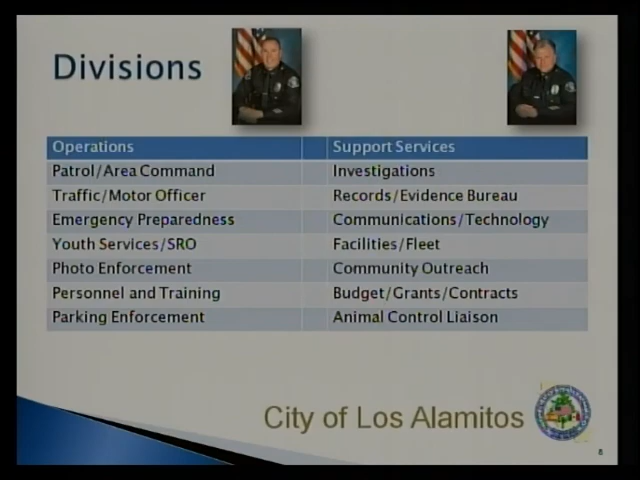 Divisions
Operations Support Services
Patrol/Area Command Investigations
Traffic/Motor Officer Records/Evidence Bureau
Emergency Preparedness Communications/Technology
Youth Services/SRO Facilities/Fleet
Photo Enforcement Community Outreach
Personnel and Training Budget/Grants/Contracts
Parking Enforcement Animal Control Liaison
City of Los Alamitos
8